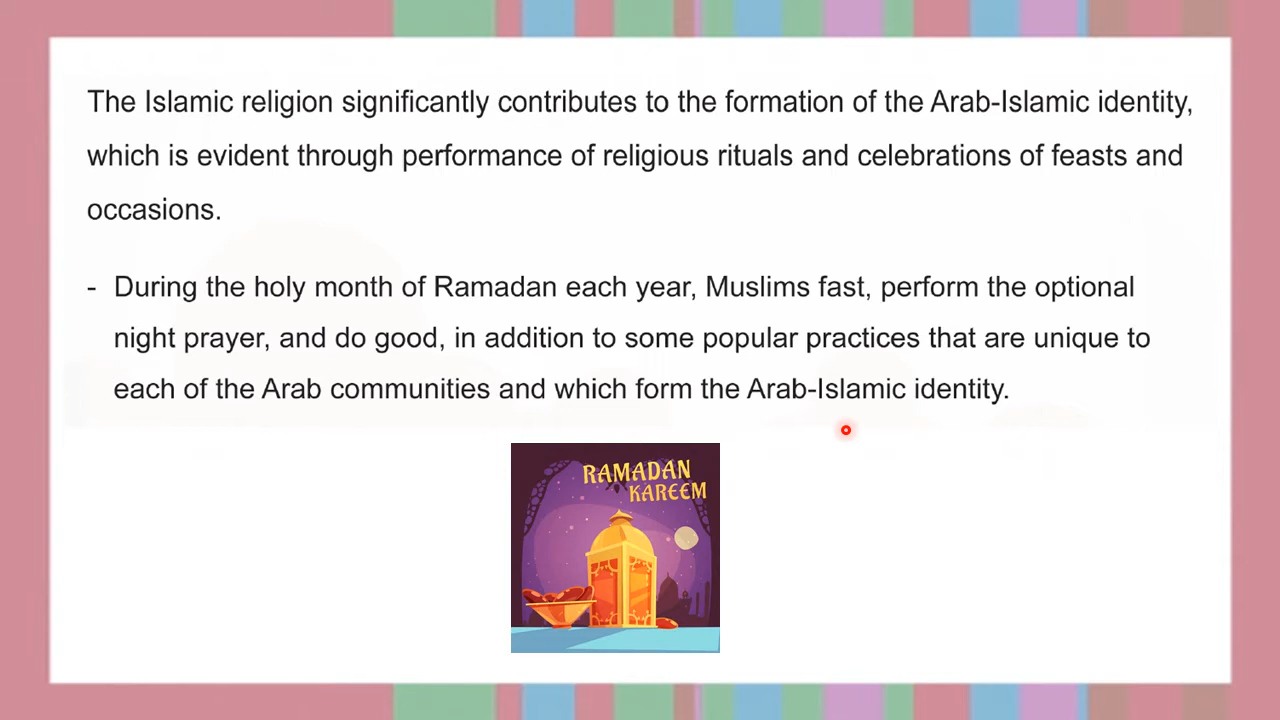 The Islamic religion significantly contributes to the formation of the Arab-Islamic identity,
which is evident through performance of religious rituals and celebrations of feasts and
occasions.
- During the holy month of Ramadan each year, Muslims fast, perform the optional
night prayer, and do good, in addition to some popular practices that are unique to
each of the Arab communities and which form the Arab-Islamic identity.
RAMADAN
KAREEM